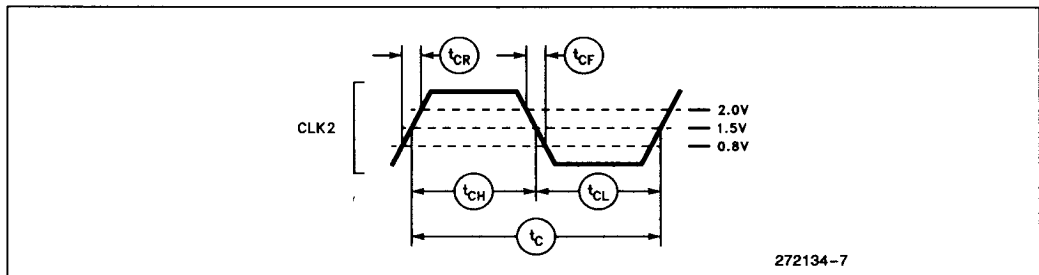 tCR
tCF
2.0V
CLK2
1.5V
0.8V
tCH
tCL
tC
272134-7